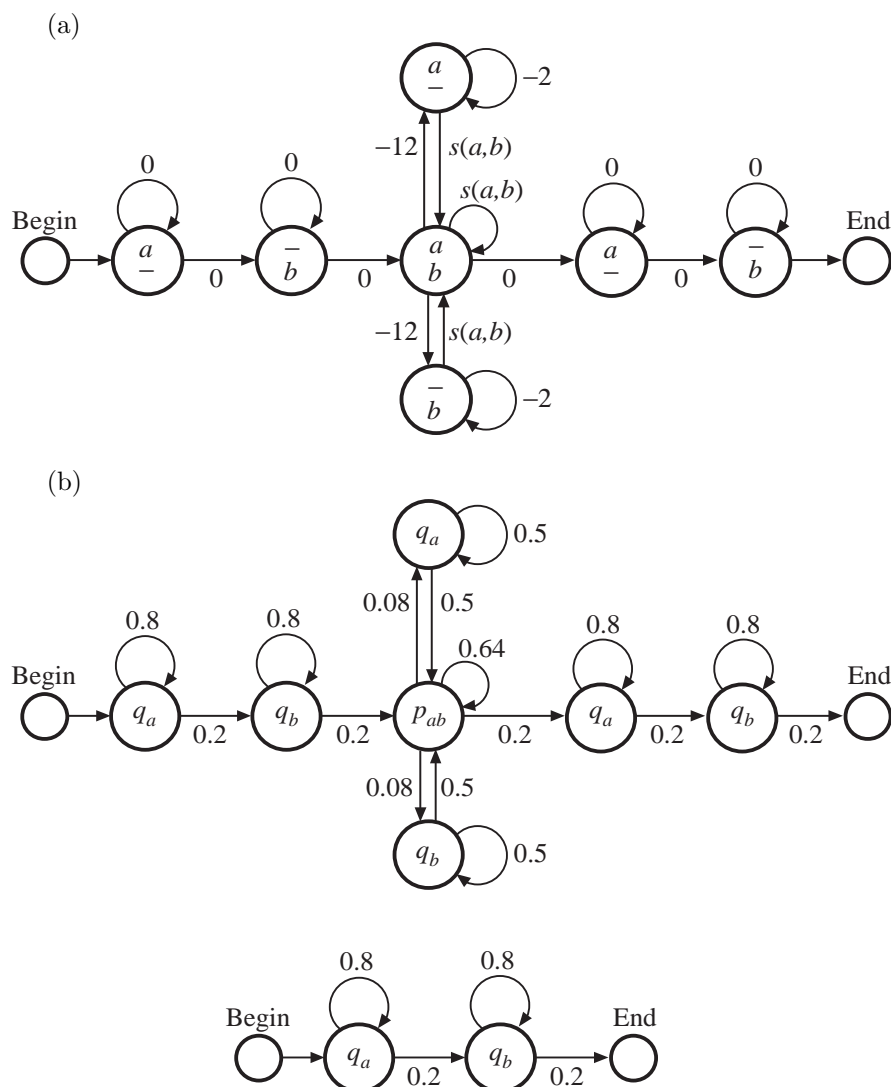 (a)
a
–
−2
−12 s(a,b)
0 0 s(a,b) 0 0
Begin End
a – b a a – b
– b – b
0 0 0 0
−12 s(a,b)
–
b
−2
(b)
q_a
0.5
0.08 0.5
0.8 0.8 0.64 0.8 0.8
Begin End
q_a q_b p_ab q_a q_b
0.2 0.2 0.2 0.2 0.2
0.08 0.5
q_b
0.5
0.8 0.8
Begin End
q_a q_b
0.2 0.2